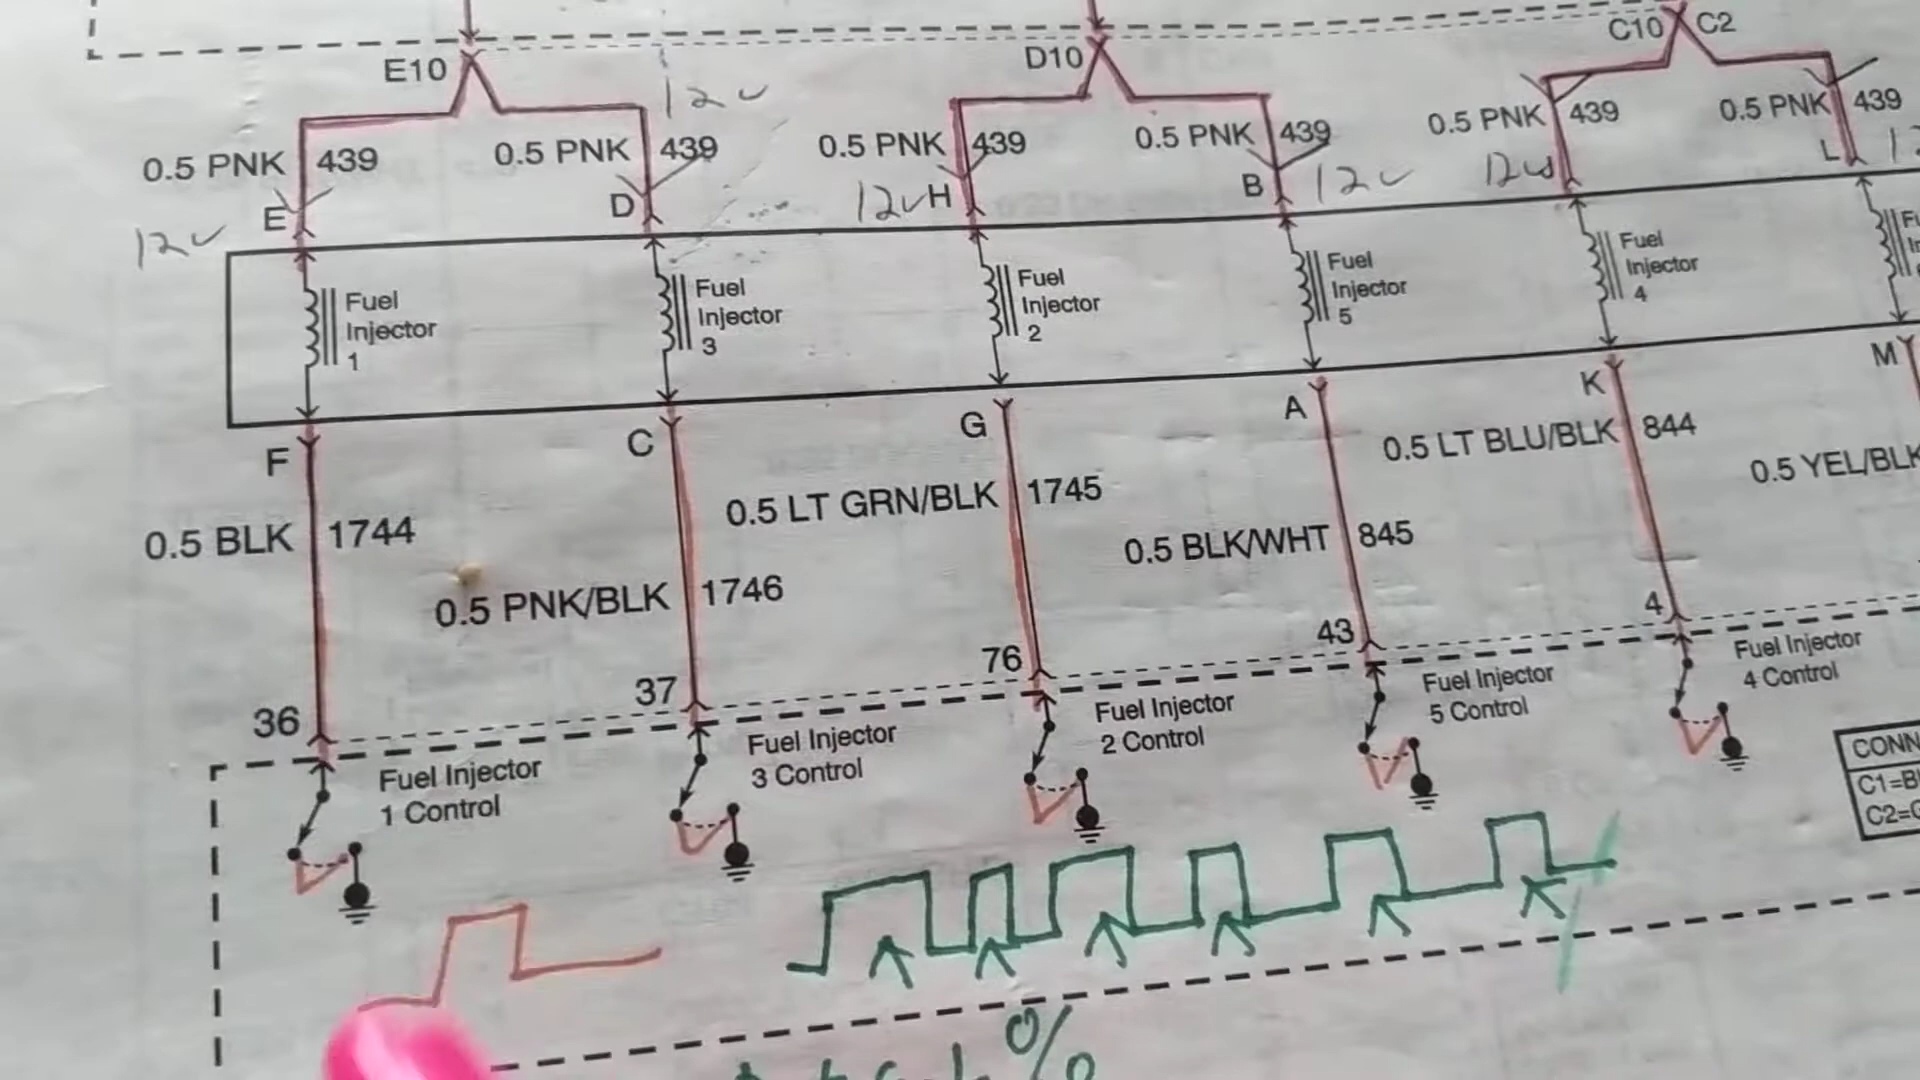 E10
D10
C10 C2
12v
0.5 PNK 439
0.5 PNK 439
0.5 PNK 439
0.5 PNK 439
0.5 PNK 439
0.5 PNK 439
E
D
H
B
L
12v
12v
12v
12v
Fuel
Injector
1
Fuel
Injector
3
Fuel
Injector
2
Fuel
Injector
5
Fuel
Injector
4
F
C
G
A
K
M
0.5 BLK 1744
0.5 PNK/BLK 1746
0.5 LT GRN/BLK 1745
0.5 BLK/WHT 845
0.5 LT BLU/BLK 844
0.5 YEL/BLK
36
37
76
43
4
Fuel Injector
1 Control
Fuel Injector
3 Control
Fuel Injector
2 Control
Fuel Injector
5 Control
Fuel Injector
4 Control
CONN
C1=B
C2=
%